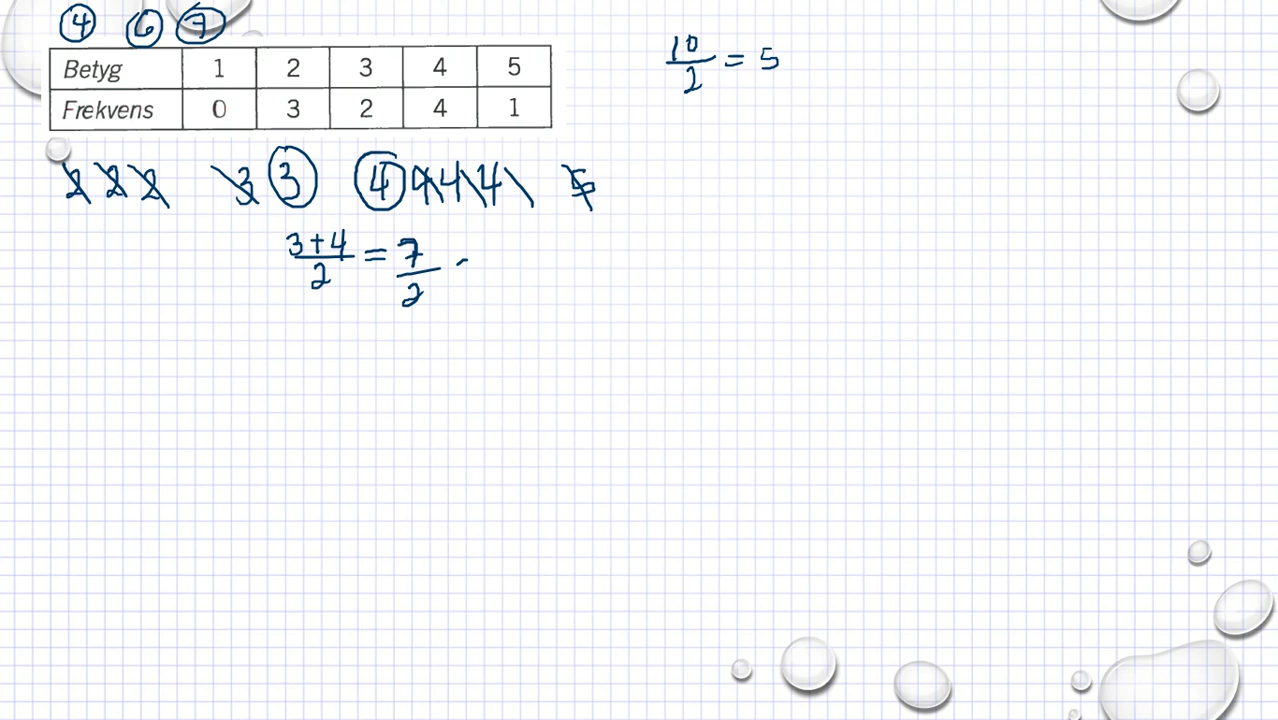 4 6 7
10/2 = 5
Betyg 1 2 3 4 5
Frekvens 0 3 2 4 1
2 2 2 3 3 4 4 4 4 5
3+4/2 = 7/2